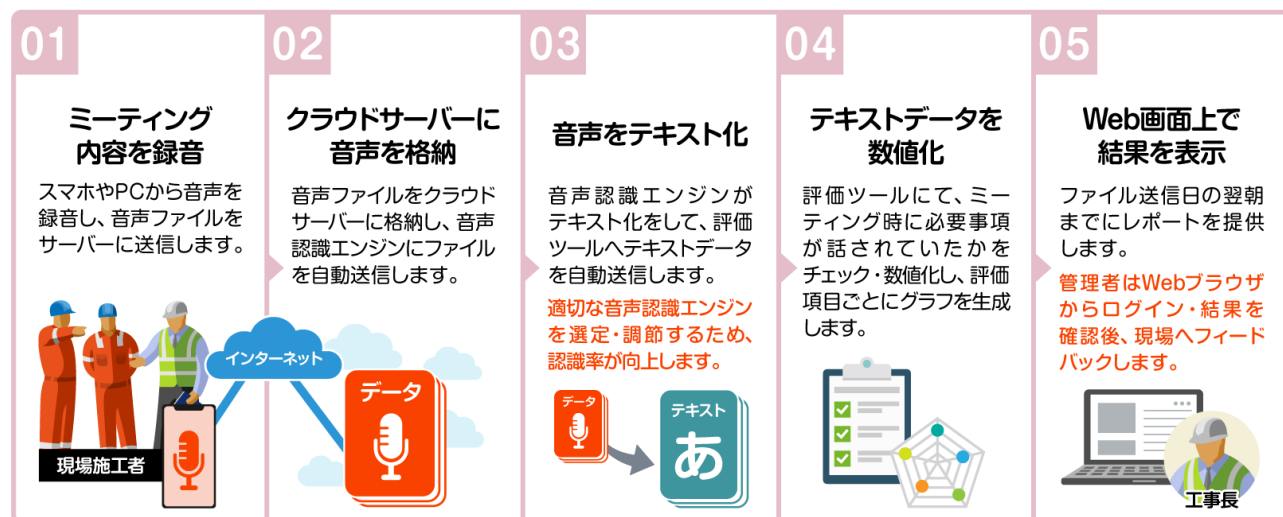 01
ミーティング
内容を録音
スマホやPCから音声を
録音し、音声ファイルを
サーバーに送信します。
現場施工者
インターネット
02
クラウドサーバーに
音声を格納
音声ファイルをクラウド
サーバーに格納し、音声
認識エンジンにファイル
を自動送信します。
データ
03
音声をテキスト化
音声認識エンジンが
テキスト化をして、評価
ツールへテキストデータ
を自動送信します。
適切な音声認識エンジン
を選定・調節するため、
認識率が向上します。
データ
テキスト
あ
04
テキストデータを
数値化
評価ツールにて、ミー
ティング時に必要事項
が話されていたかを
チェック・数値化し、評価
項目ごとにグラフを生成
します。
05
Web画面上で
結果を表示
ファイル送信日の翌朝
までにレポートを提供
します。
管理者はWebブラウザ
からログイン・結果を
確認後、現場へフィード
バックします。
工事長